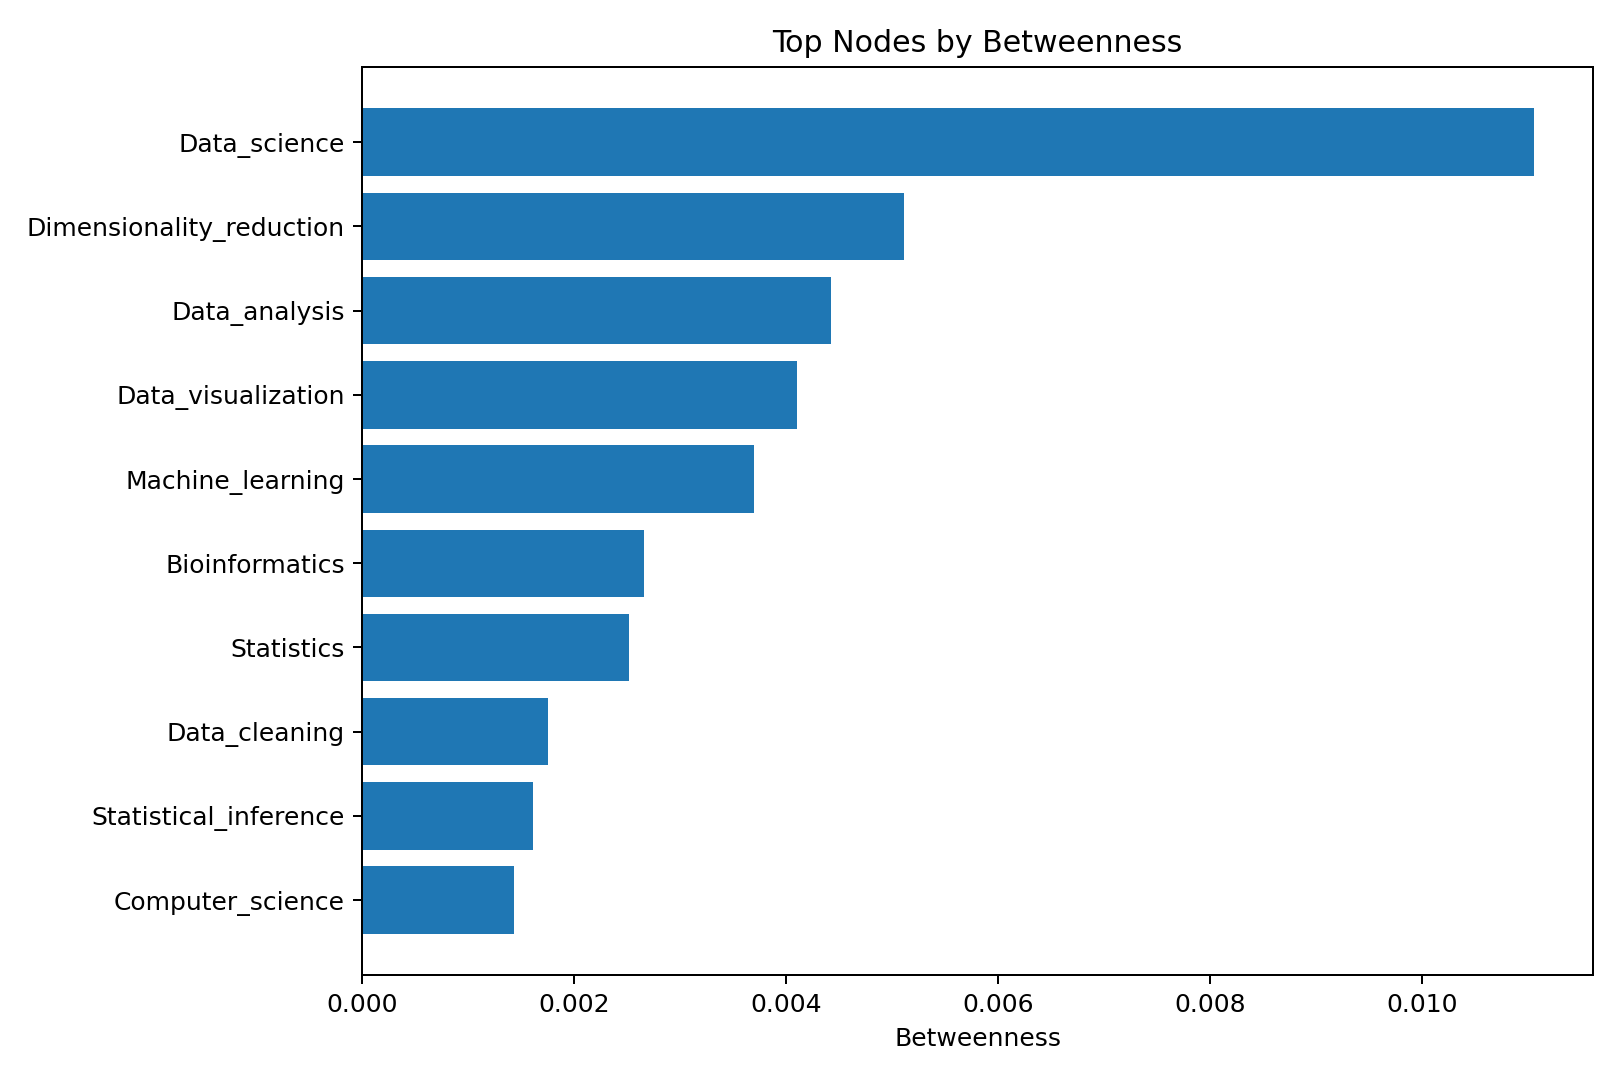 Top Nodes by Betweenness
Data_science
Dimensionality_reduction
Data_analysis
Data_visualization
Machine_learning
Bioinformatics
Statistics
Data_cleaning
Statistical_inference
Computer_science
0.000 0.002 0.004 0.006 0.008 0.010
Betweenness